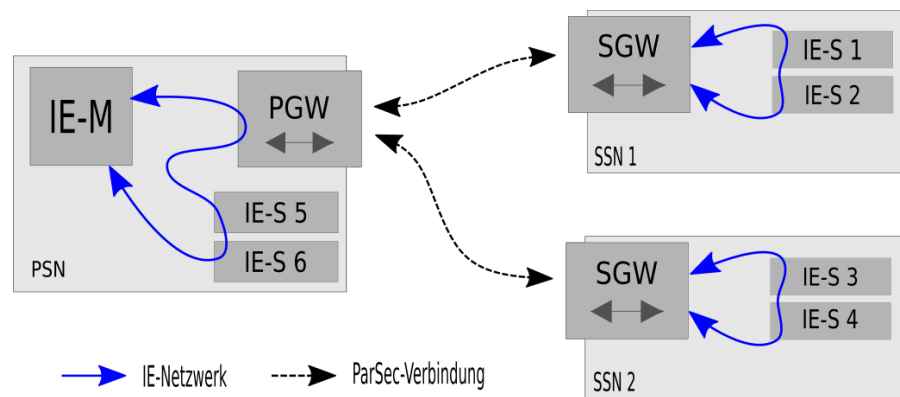 IE-M
PGW
IE-S 5
IE-S 6
PSN
SGW
IE-S 1
IE-S 2
SSN 1
SGW
IE-S 3
IE-S 4
SSN 2
IE-Netzwerk
ParSec-Verbindung